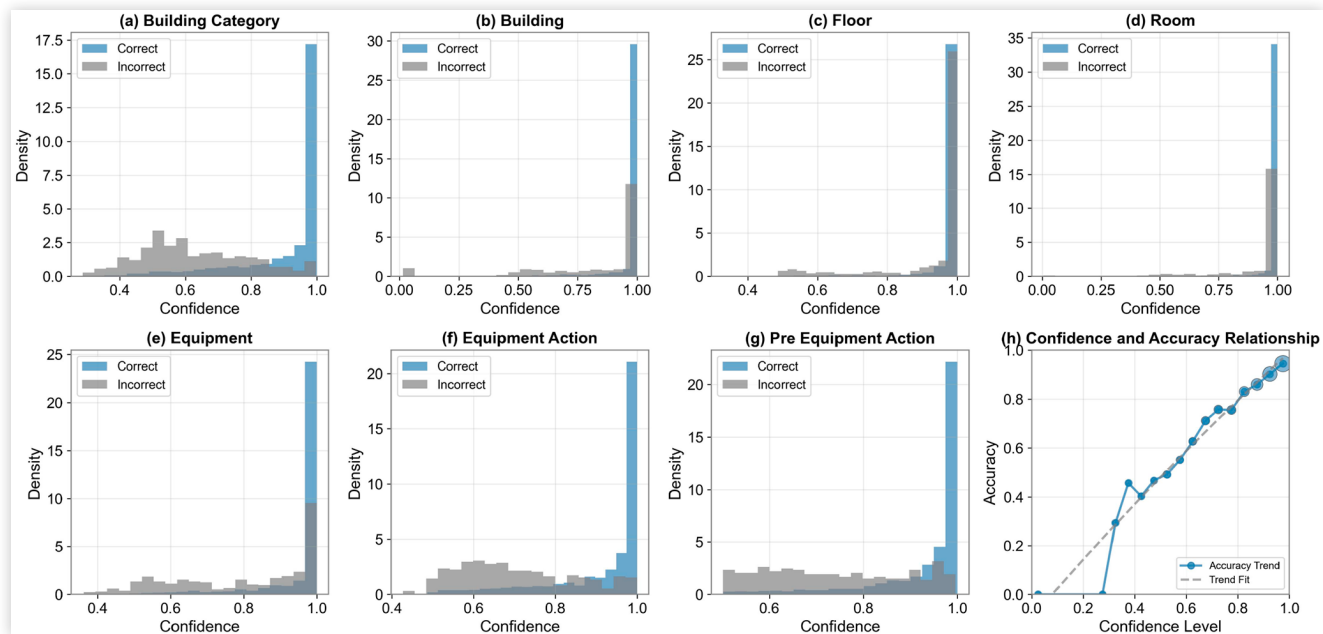 (a) Building Category
17.5
15.0
12.5
10.0
7.5
5.0
2.5
0.0
0.4
0.6
0.8
1.0
Density
Confidence
Correct
Incorrect
(b) Building
30
25
20
15
10
5
0
0.00
0.25
0.50
0.75
1.00
Density
Confidence
Correct
Incorrect
(c) Floor
25
20
15
10
5
0
0.4
0.6
0.8
1.0
Density
Confidence
Correct
Incorrect
(d) Room
35
30
25
20
15
10
5
0
0.00
0.25
0.50
0.75
1.00
Density
Confidence
Correct
Incorrect
(e) Equipment
25
20
15
10
5
0
0.4
0.6
0.8
1.0
Density
Confidence
Correct
Incorrect
(f) Equipment Action
20
15
10
5
0
0.4
0.6
0.8
1.0
Density
Confidence
Correct
Incorrect
(g) Pre Equipment Action
20
15
10
5
0
0.6
0.8
1.0
Density
Confidence
Correct
Incorrect
(h) Confidence and Accuracy Relationship
1.0
0.8
0.6
0.4
0.2
0.0
0.0
0.2
0.4
0.6
0.8
1.0
Accuracy
Confidence Level
Accuracy Trend
Trend Fit